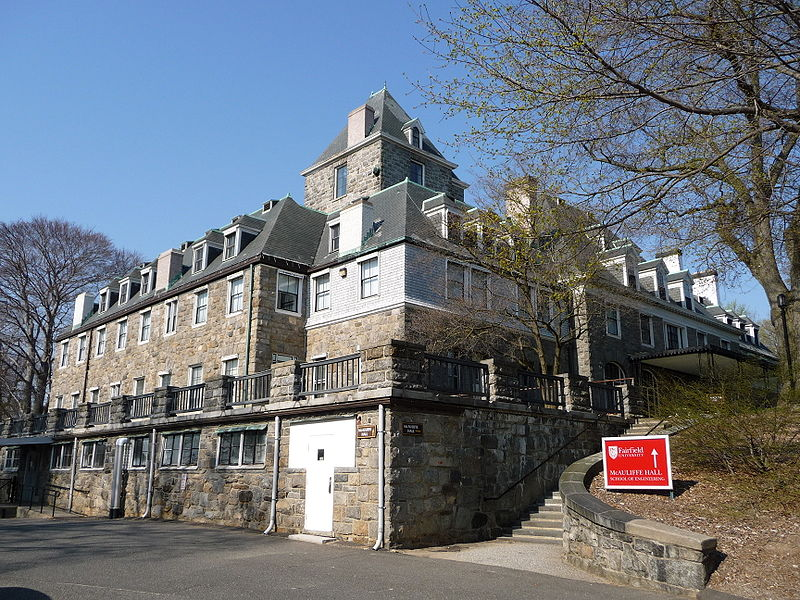 Fairfield
UNIVERSITY
MCAULIFFE HALL
SCHOOL OF ENGINEERING